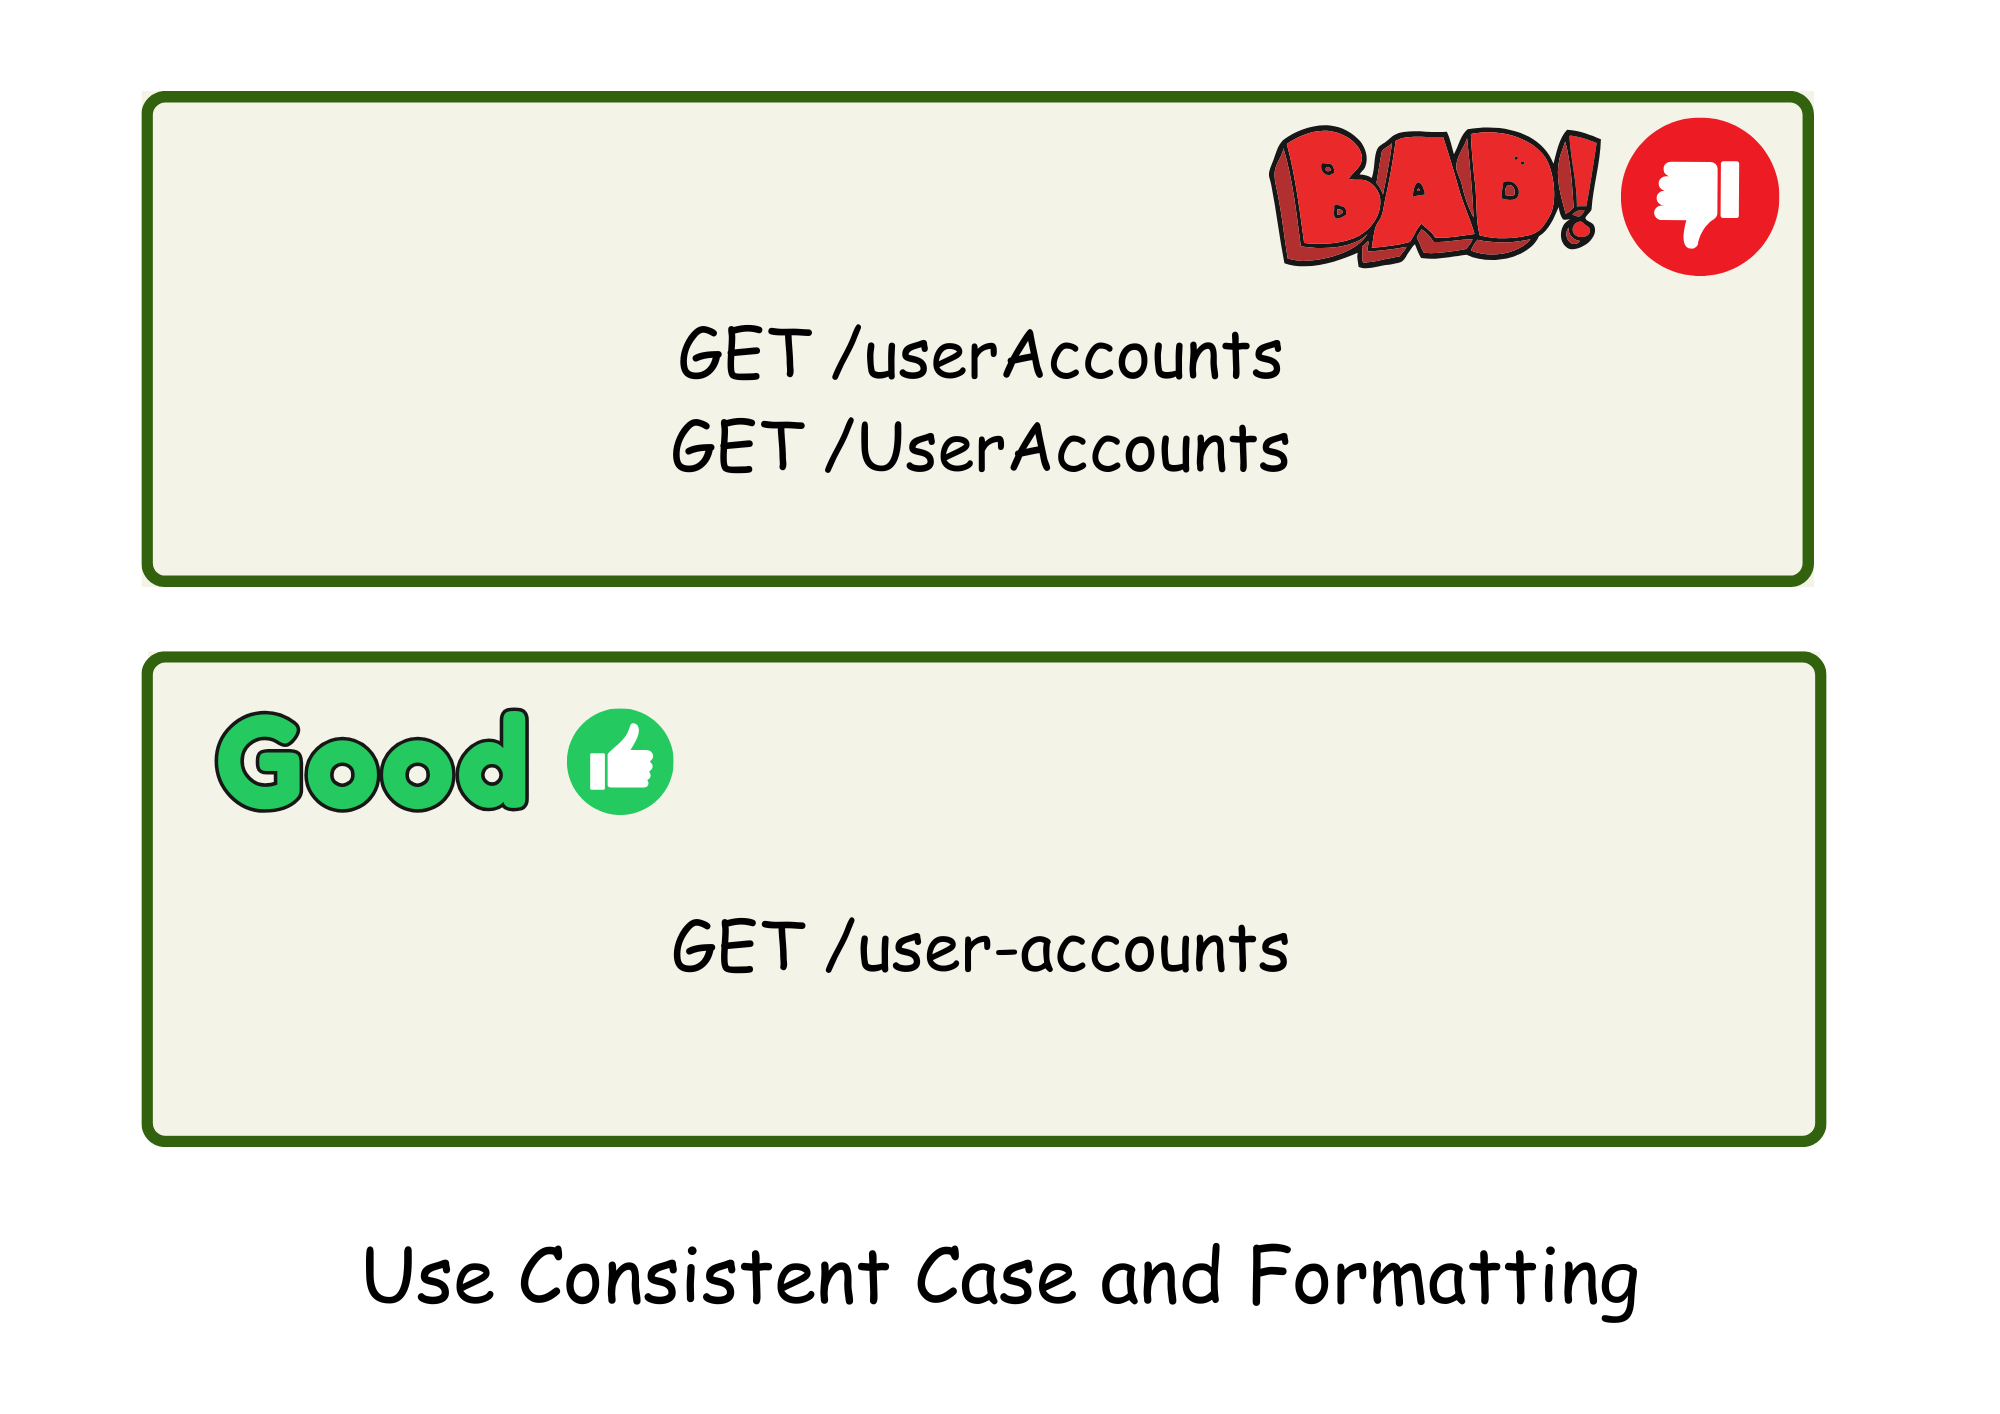 BAD!
GET /userAccounts
GET /UserAccounts
Good
GET /user-accounts
Use Consistent Case and Formatting